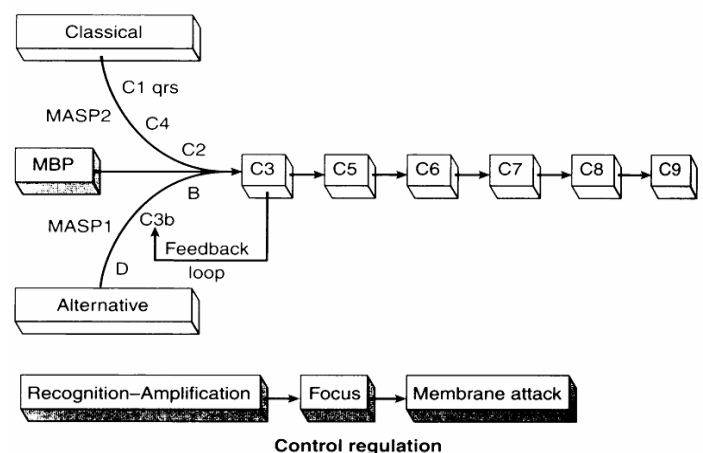 Classical
C1 qrs
MASP2
C4
C2
MBP
C3
C5
C6
C7
C8
C9
B
MASP1
C3b
Feedback
loop
D
Alternative
Recognition–Amplification
Focus
Membrane attack
Control regulation